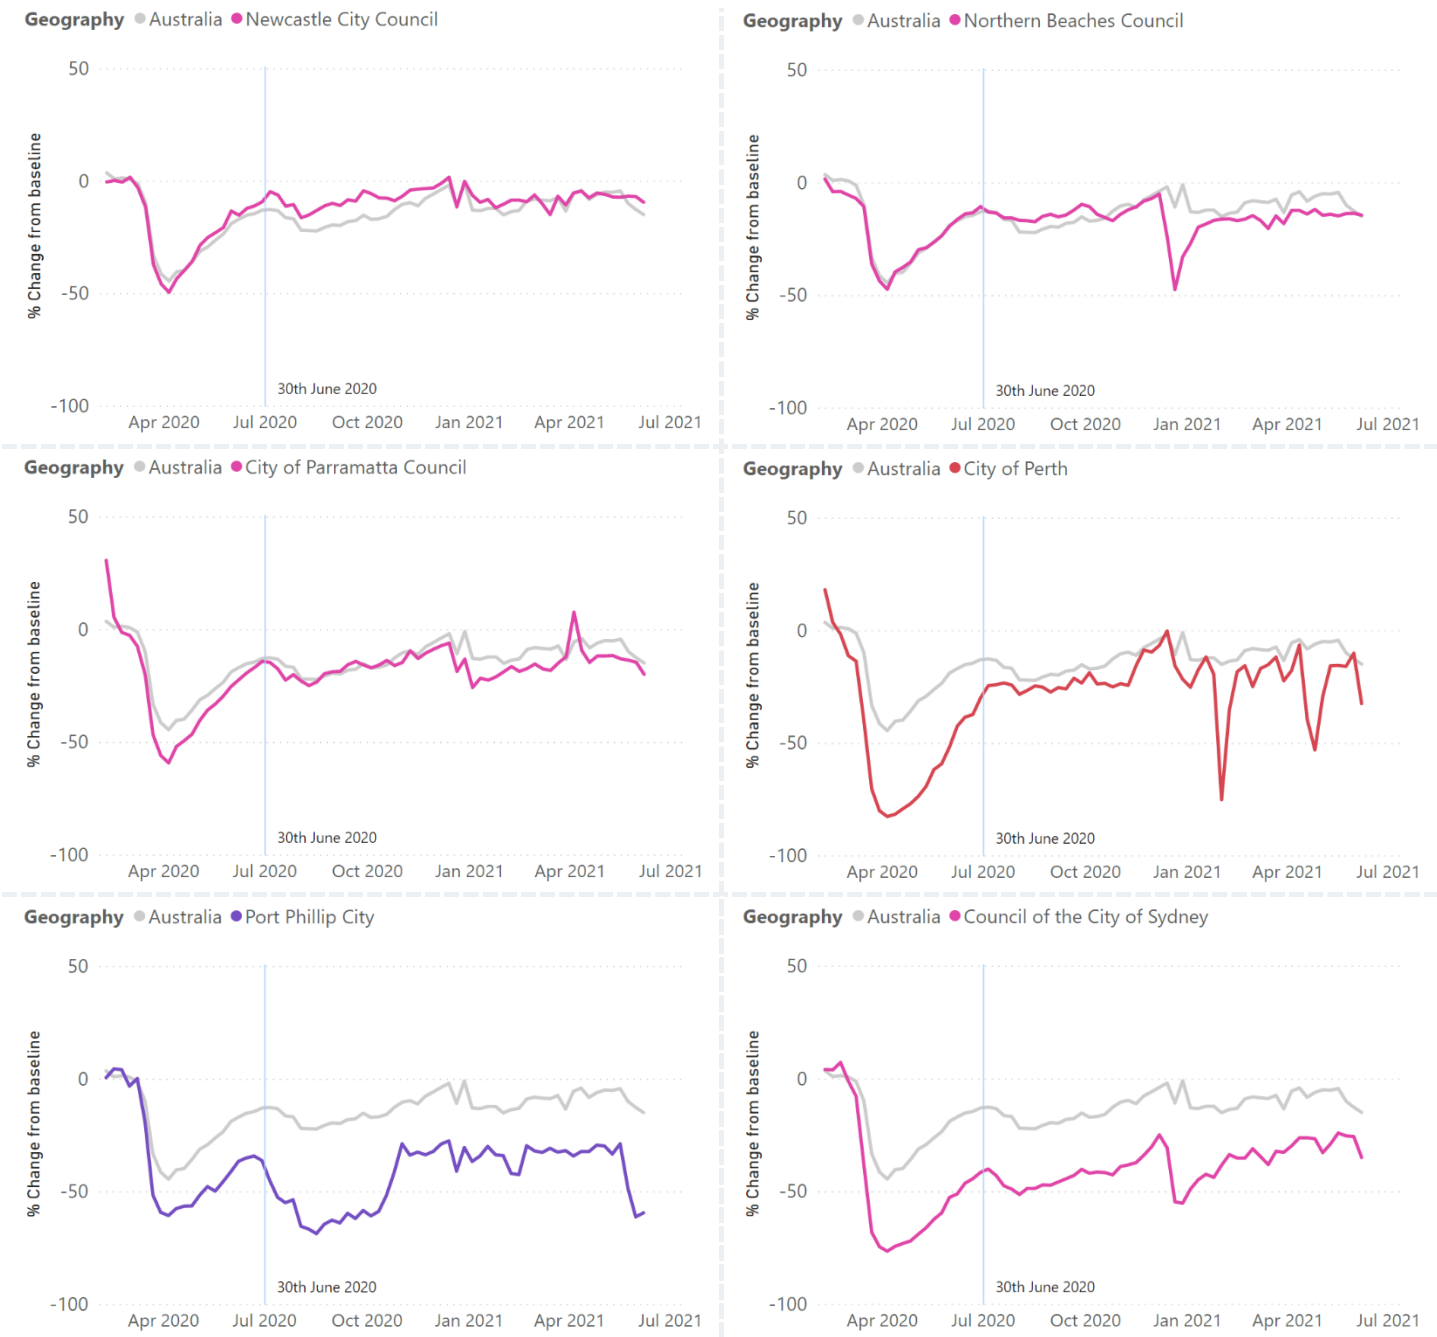 Geography Australia Newcastle City Council
50
0
-50
-100
% Change from baseline
30th June 2020
Apr 2020 Jul 2020 Oct 2020 Jan 2021 Apr 2021 Jul 2021
Geography Australia Northern Beaches Council
50
0
-50
-100
% Change from baseline
30th June 2020
Apr 2020 Jul 2020 Oct 2020 Jan 2021 Apr 2021 Jul 2021
Geography Australia City of Parramatta Council
50
0
-50
-100
% Change from baseline
30th June 2020
Apr 2020 Jul 2020 Oct 2020 Jan 2021 Apr 2021 Jul 2021
Geography Australia City of Perth
50
0
-50
-100
% Change from baseline
30th June 2020
Apr 2020 Jul 2020 Oct 2020 Jan 2021 Apr 2021 Jul 2021
Geography Australia Port Phillip City
50
0
-50
-100
% Change from baseline
30th June 2020
Apr 2020 Jul 2020 Oct 2020 Jan 2021 Apr 2021 Jul 2021
Geography Australia Council of the City of Sydney
50
0
-50
-100
% Change from baseline
30th June 2020
Apr 2020 Jul 2020 Oct 2020 Jan 2021 Apr 2021 Jul 2021